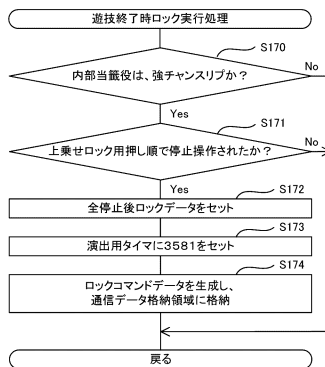 遊技終了時ロック実行処理
S170
内部当籤役は、強チャンスリプか？
No
Yes
S171
上乗せロック用押し順で停止操作されたか？
No
Yes
S172
全停止後ロックデータをセット
S173
演出用タイマに3581をセット
S174
ロックコマンドデータを生成し、
通信データ格納領域に格納
戻る